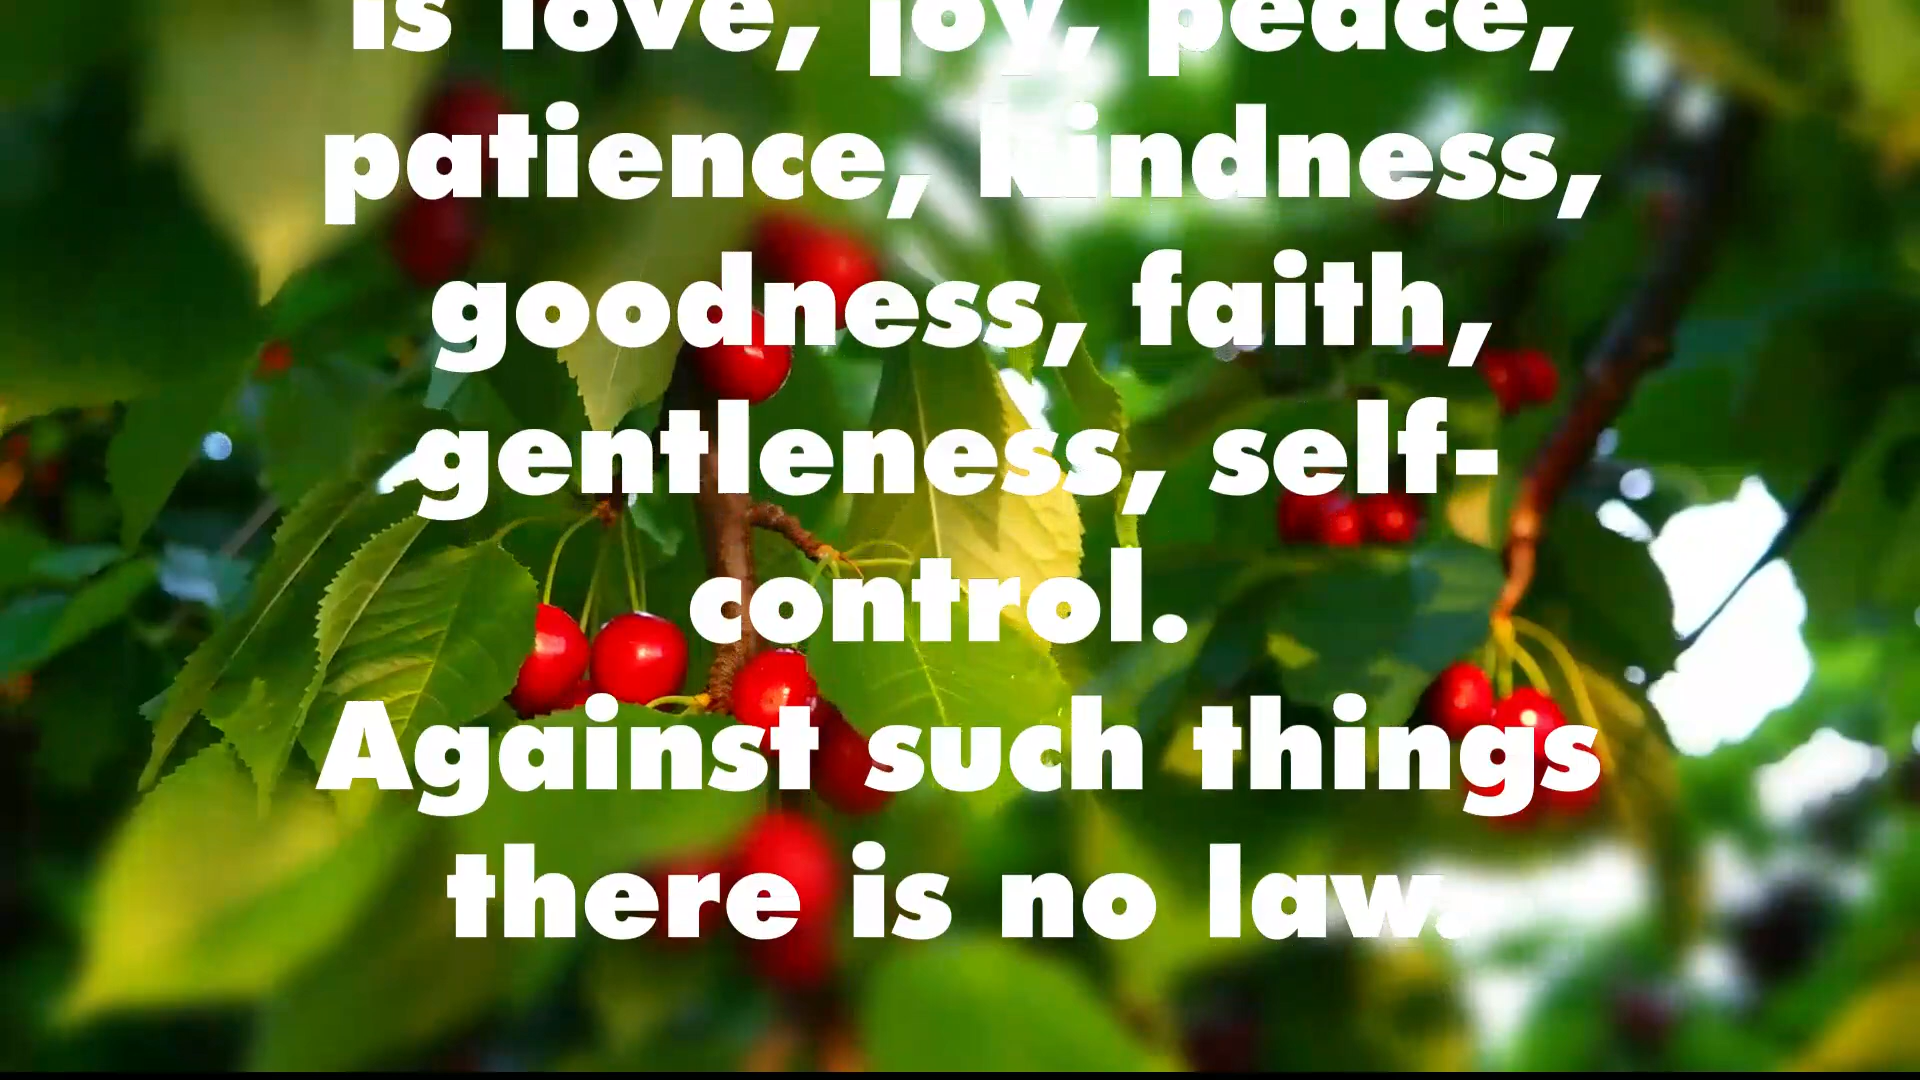 is love, joy, peace,
patience, kindness,
goodness, faith,
gentleness, self-
control.
Against such things
there is no law.